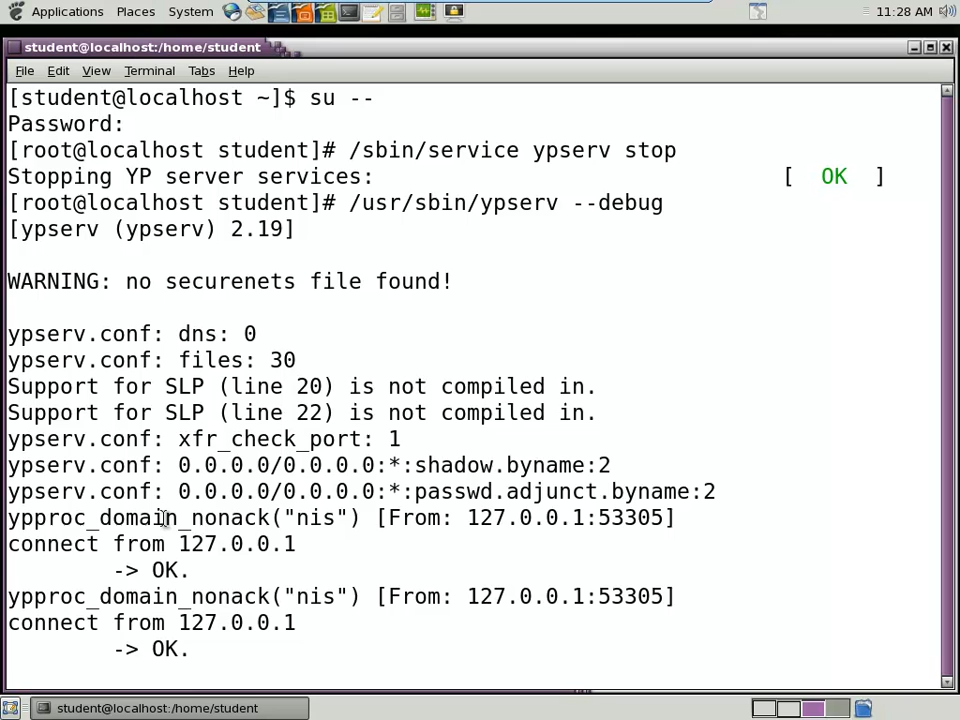 Applications Places System 11:28 AM
student@localhost:/home/student
File Edit View Terminal Tabs Help
[student@localhost ~]$ su --
Password:
[root@localhost student]# /sbin/service ypserv stop
Stopping YP server services: [ OK ]
[root@localhost student]# /usr/sbin/ypserv --debug
[ypserv (ypserv) 2.19]
WARNING: no securenets file found!
ypserv.conf: dns: 0
ypserv.conf: files: 30
Support for SLP (line 20) is not compiled in.
Support for SLP (line 22) is not compiled in.
ypserv.conf: xfr_check_port: 1
ypserv.conf: 0.0.0.0/0.0.0.0:*:shadow.byname:2
ypserv.conf: 0.0.0.0/0.0.0.0:*:passwd.adjunct.byname:2
ypproc_domain_nonack("nis") [From: 127.0.0.1:53305]
connect from 127.0.0.1
-> OK.
ypproc_domain_nonack("nis") [From: 127.0.0.1:53305]
connect from 127.0.0.1
-> OK.
student@localhost:/home/student